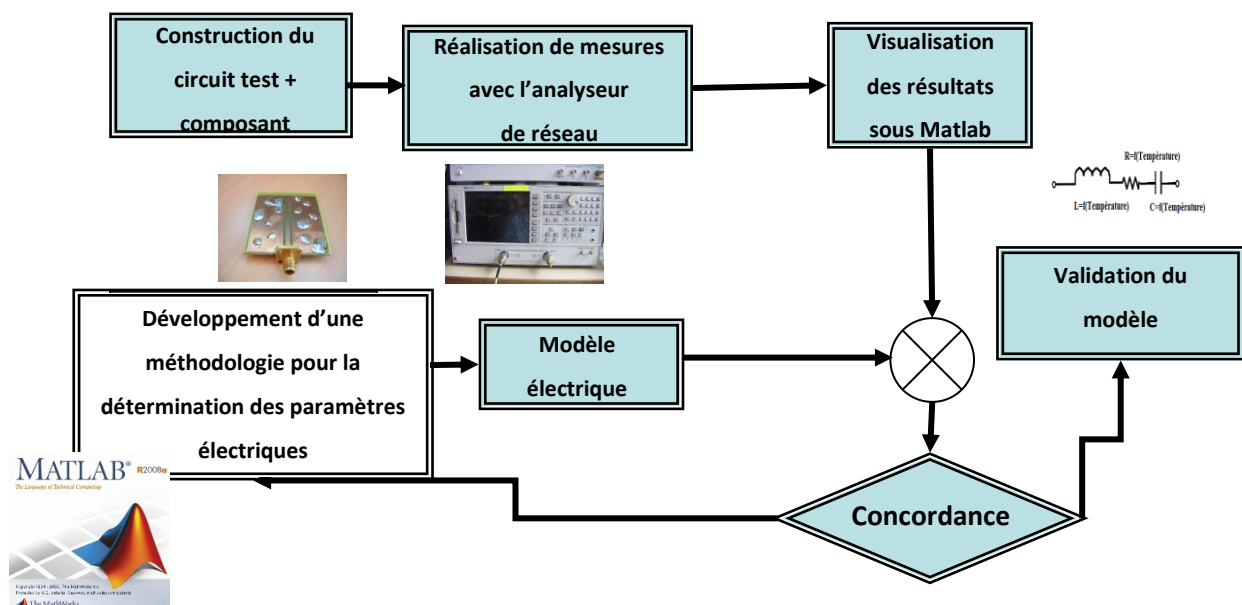 Construction du
circuit test +
composant
Réalisation de mesures
avec l’analyseur
de réseau
Visualisation
des résultats
sous Matlab
R=f(Température)
L=f(Température)
C=f(Température)
Validation du
modèle
Développement d’une
méthodologie pour la
détermination des paramètres
électriques
Modèle
électrique
Concordance
MATLAB® R2008a
The Language of Technical Computing
The MathWorks